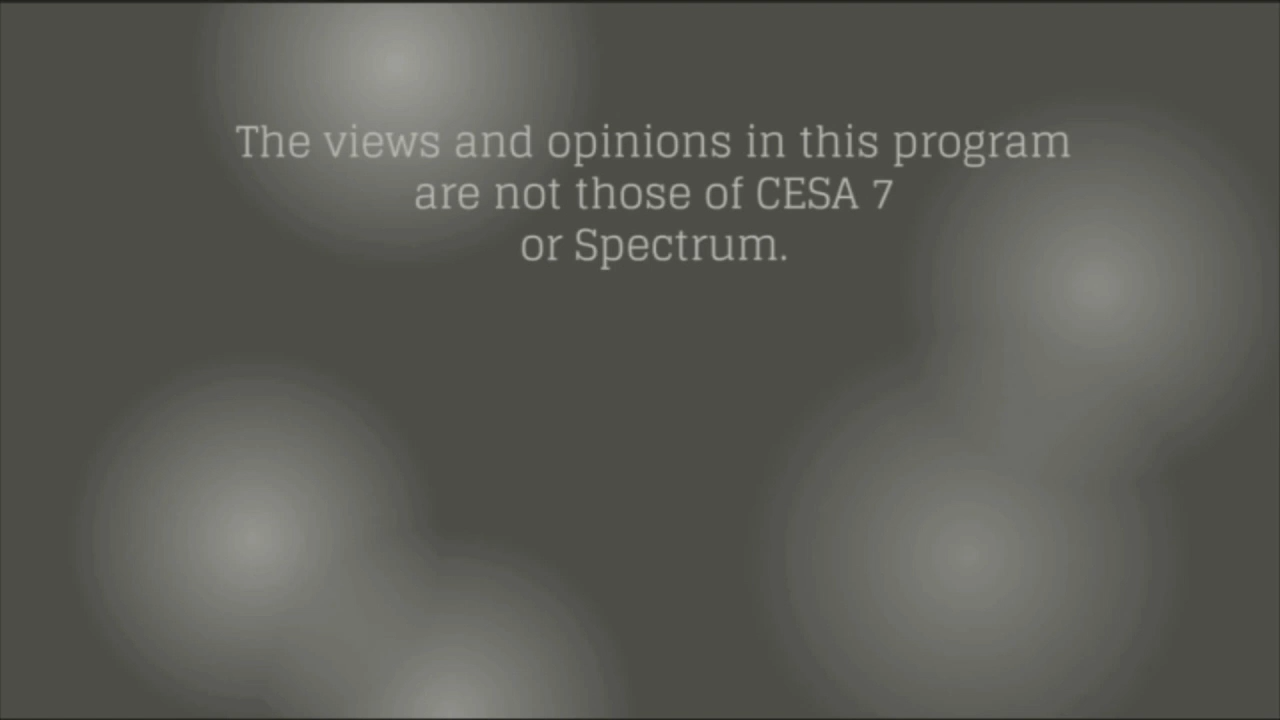 The views and opinions in this program
are not those of CESA 7
or Spectrum.